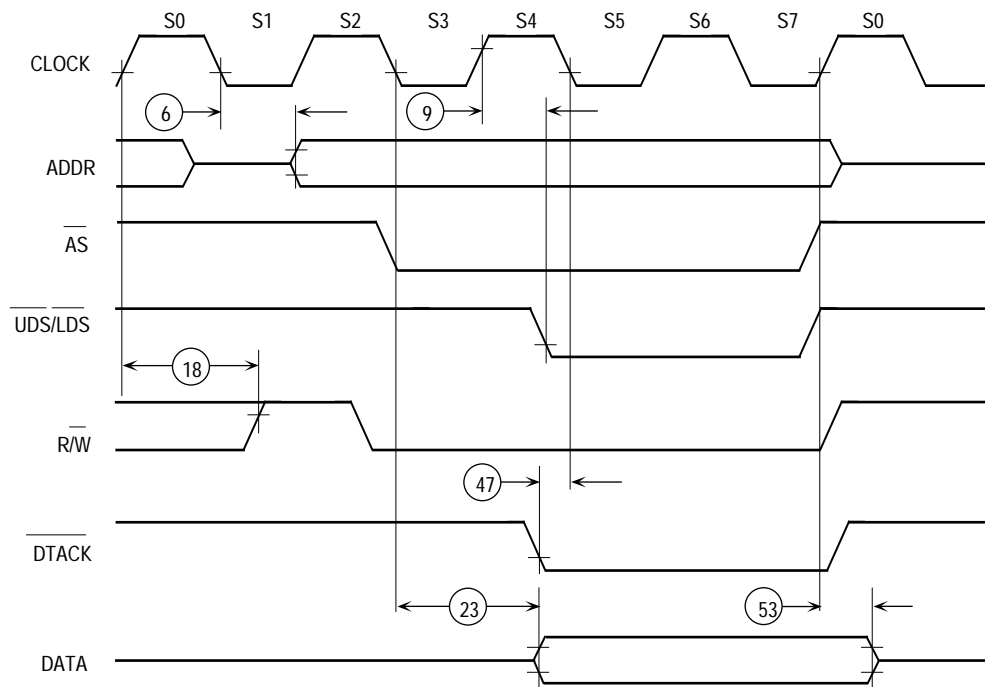 S0 S1 S2 S3 S4 S5 S6 S7 S0
CLOCK
6 9
ADDR
AS
UDS/LDS
18
R/W
47
DTACK
23 53
DATA